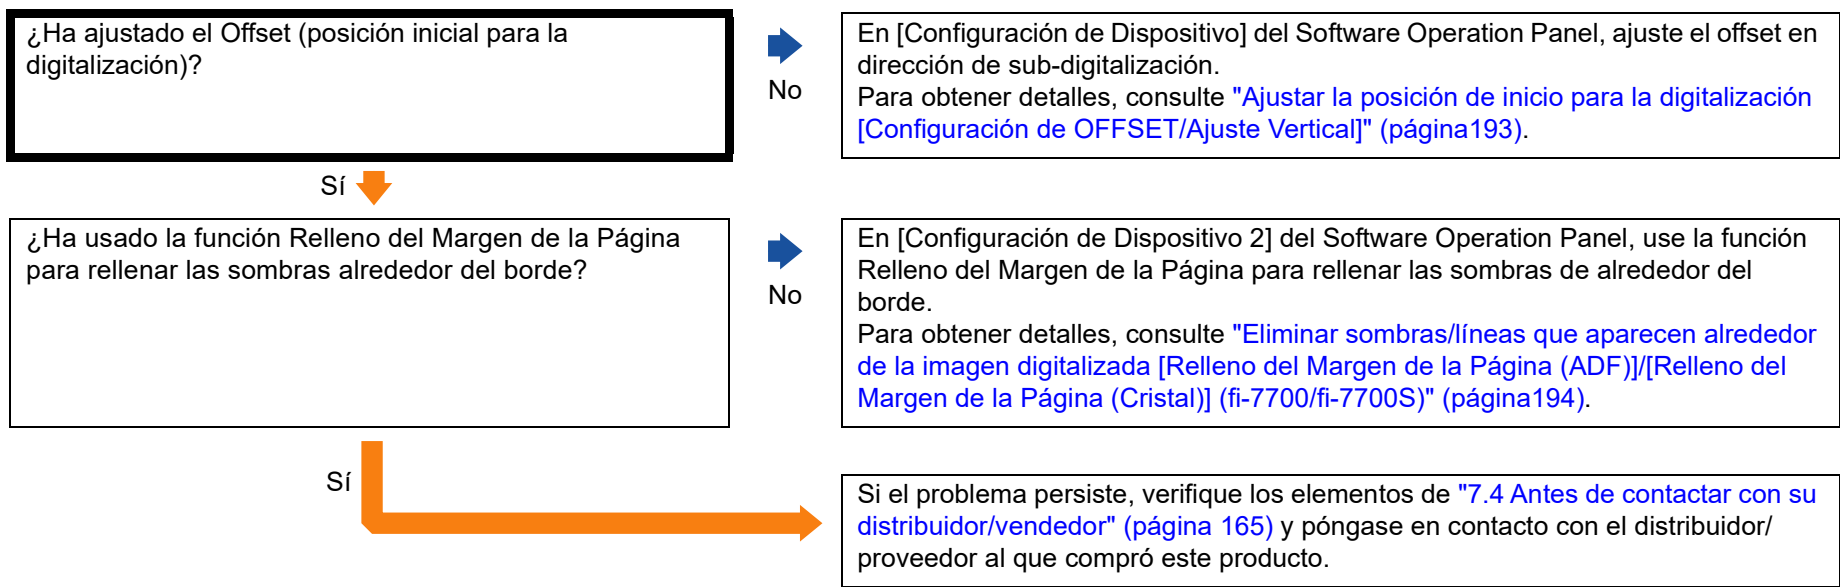 ¿Ha ajustado el Offset (posición inicial para la
digitalización)?
No
En [Configuración de Dispositivo] del Software Operation Panel, ajuste el offset en
dirección de sub-digitalización.
Para obtener detalles, consulte "Ajustar la posición de inicio para la digitalización
[Configuración de OFFSET/Ajuste Vertical]" (página193).
Sí
¿Ha usado la función Relleno del Margen de la Página
para rellenar las sombras alrededor del borde?
No
En [Configuración de Dispositivo 2] del Software Operation Panel, use la función
Relleno del Margen de la Página para rellenar las sombras de alrededor del
borde.
Para obtener detalles, consulte "Eliminar sombras/líneas que aparecen alrededor
de la imagen digitalizada [Relleno del Margen de la Página (ADF)]/[Relleno del
Margen de la Página (Cristal)] (fi-7700/fi-7700S)" (página194).
Sí
Si el problema persiste, verifique los elementos de "7.4 Antes de contactar con su
distribuidor/vendedor" (página 165) y póngase en contacto con el distribuidor/
proveedor al que compró este producto.